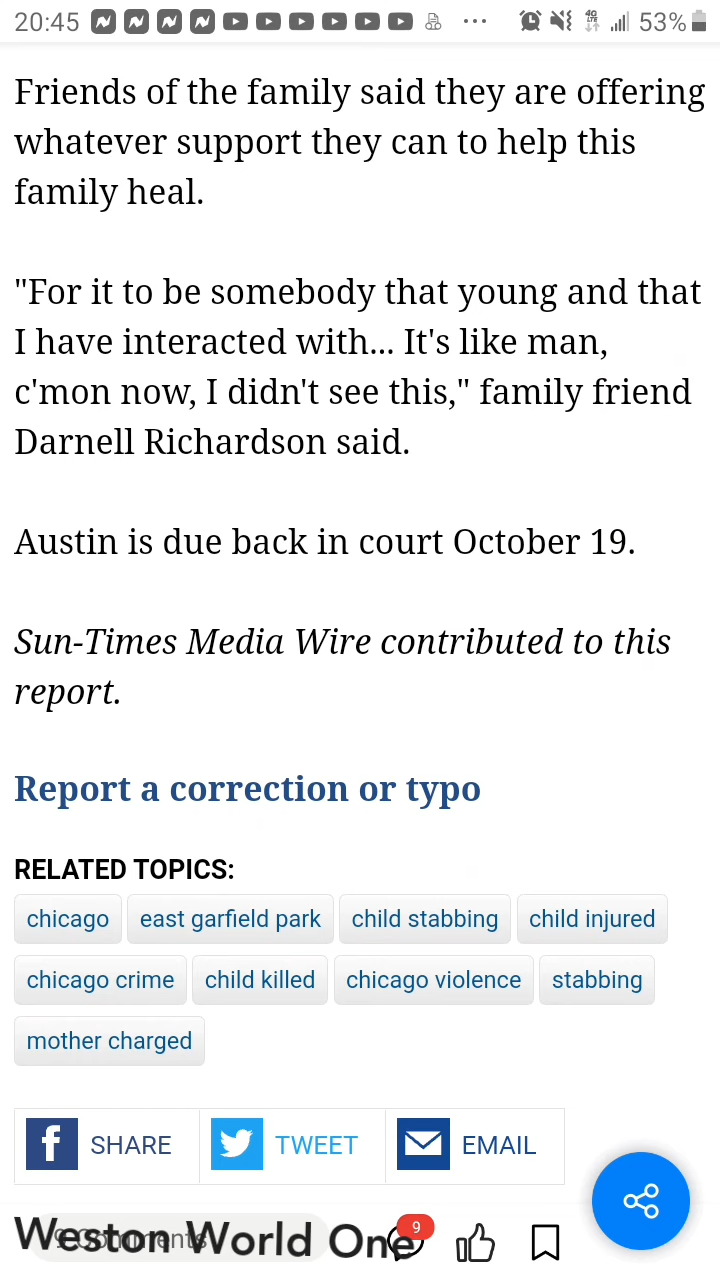 20:45 4G LTE 53%
Friends of the family said they are offering
whatever support they can to help this
family heal.
"For it to be somebody that young and that
I have interacted with... It's like man,
c'mon now, I didn't see this," family friend
Darnell Richardson said.
Austin is due back in court October 19.
Sun-Times Media Wire contributed to this
report.
Report a correction or typo
RELATED TOPICS:
chicago east garfield park child stabbing child injured
chicago crime child killed chicago violence stabbing
mother charged
SHARE TWEET EMAIL
9 Comments
Weston World One 9